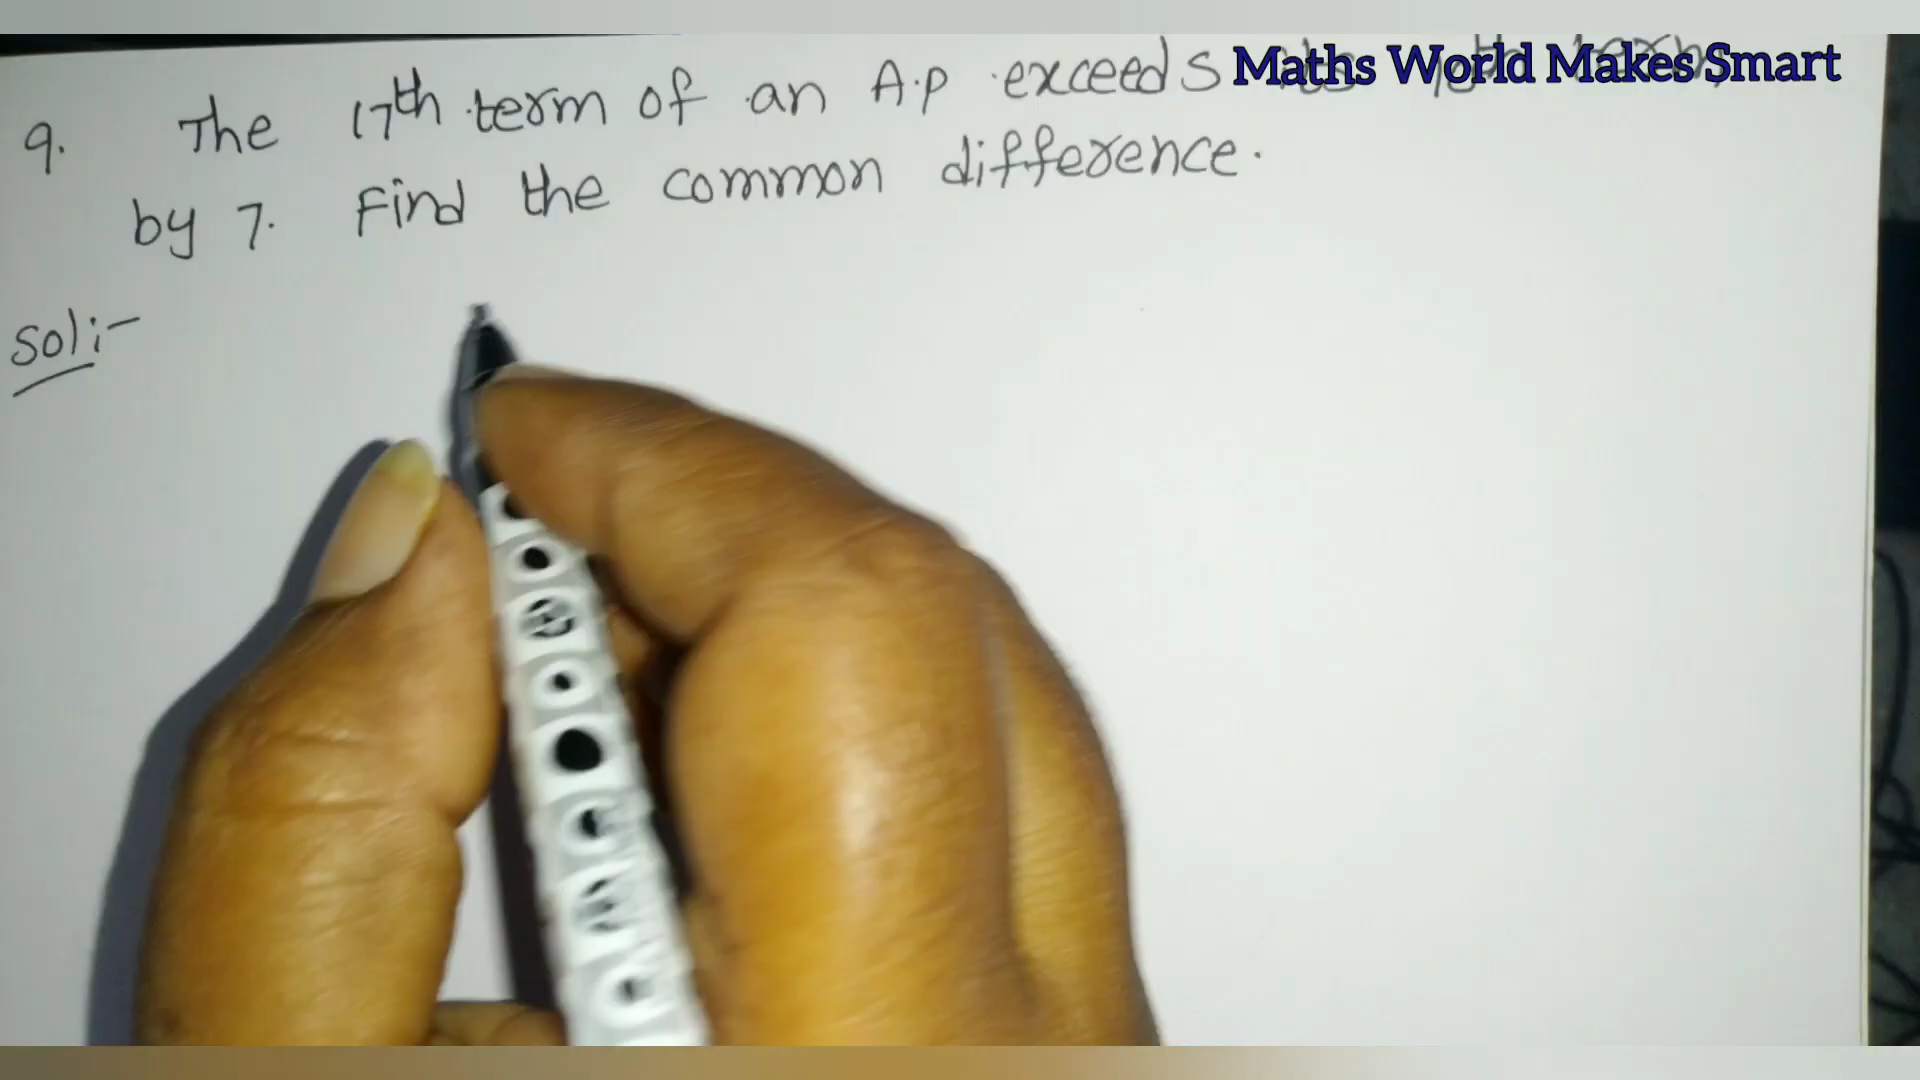 Maths World Makes Smart
9. The 17th term of an A.P exceeds
by 7. Find the common difference.
Sol:-